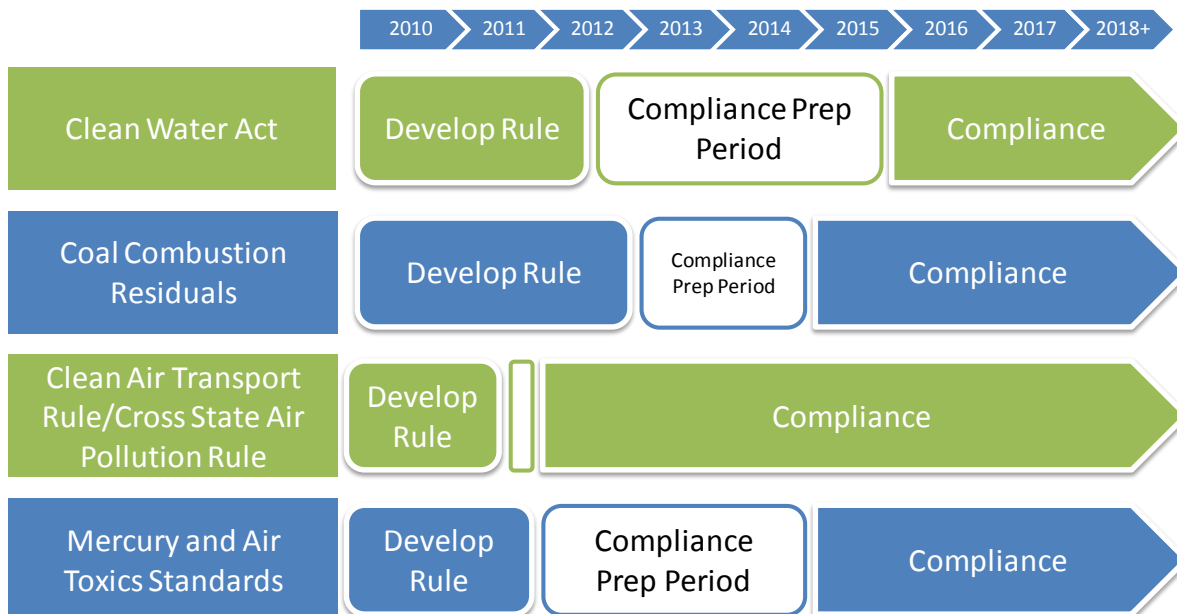 2010 2011 2012 2013 2014 2015 2016 2017 2018+
Clean Water Act
Develop Rule
Compliance Prep
Period
Compliance
Coal Combustion
Residuals
Develop Rule
Compliance
Prep Period
Compliance
Clean Air Transport
Rule/Cross State Air
Pollution Rule
Develop
Rule
Compliance
Mercury and Air
Toxics Standards
Develop
Rule
Compliance
Prep Period
Compliance